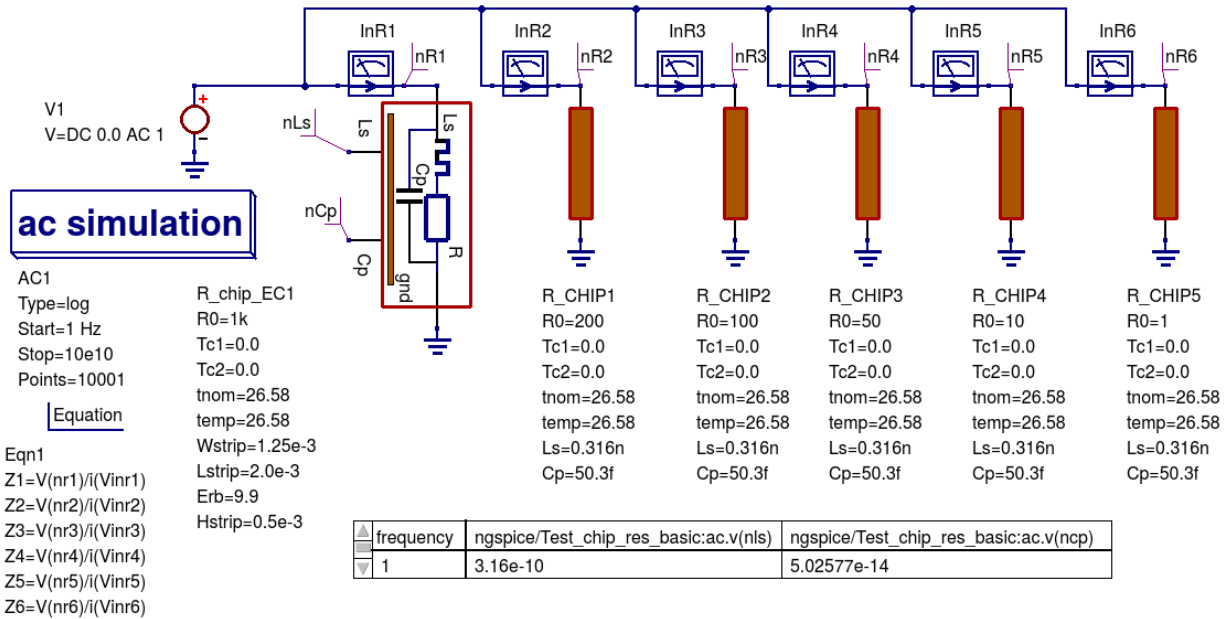 InR1
InR2
InR3
InR4
InR5
InR6
nR1
nR2
nR3
nR4
nR5
nR6
V1
V=DC 0.0 AC 1
nLs
Ls
Ls
Cp
nCp
R
Cp
gnd
ac simulation
AC1
Type=log
Start=1 Hz
Stop=10e10
Points=10001
Equation
Eqn1
Z1=V(nr1)/i(Vinr1)
Z2=V(nr2)/i(Vinr2)
Z3=V(nr3)/i(Vinr3)
Z4=V(nr4)/i(Vinr4)
Z5=V(nr5)/i(Vinr5)
Z6=V(nr6)/i(Vinr6)
R_chip_EC1
R0=1k
Tc1=0.0
Tc2=0.0
tnom=26.58
temp=26.58
Wstrip=1.25e-3
Lstrip=2.0e-3
Erb=9.9
Hstrip=0.5e-3
R_CHIP1
R0=200
Tc1=0.0
Tc2=0.0
tnom=26.58
temp=26.58
Ls=0.316n
Cp=50.3f
R_CHIP2
R0=100
Tc1=0.0
Tc2=0.0
tnom=26.58
temp=26.58
Ls=0.316n
Cp=50.3f
R_CHIP3
R0=50
Tc1=0.0
Tc2=0.0
tnom=26.58
temp=26.58
Ls=0.316n
Cp=50.3f
R_CHIP4
R0=10
Tc1=0.0
Tc2=0.0
tnom=26.58
temp=26.58
Ls=0.316n
Cp=50.3f
R_CHIP5
R0=1
Tc1=0.0
Tc2=0.0
tnom=26.58
temp=26.58
Ls=0.316n
Cp=50.3f
frequency ngspice/Test_chip_res_basic:ac.v(nls) ngspice/Test_chip_res_basic:ac.v(ncp)
1 3.16e-10 5.02577e-14